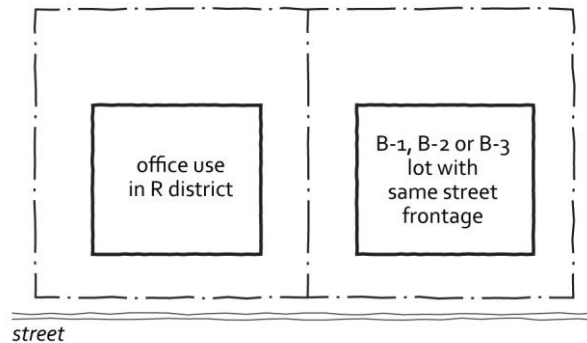 office use
in R district
B-1, B-2 or B-3
lot with
same street
frontage
street